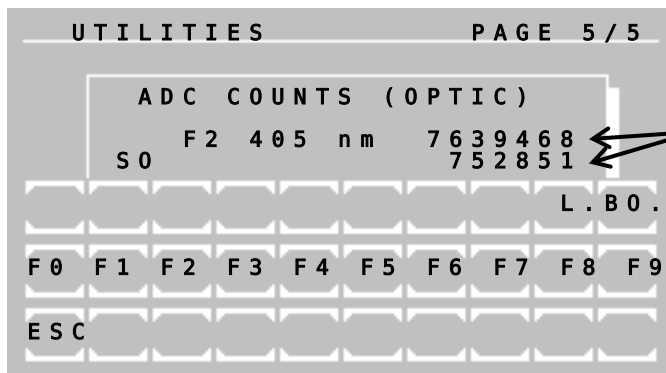 UTILITIES PAGE 5/5
ADC COUNTS (OPTIC)
F2 405 nm 7639468
SO 752851
L.BO.
F0 F1 F2 F3 F4 F5 F6 F7 F8 F9
ESC